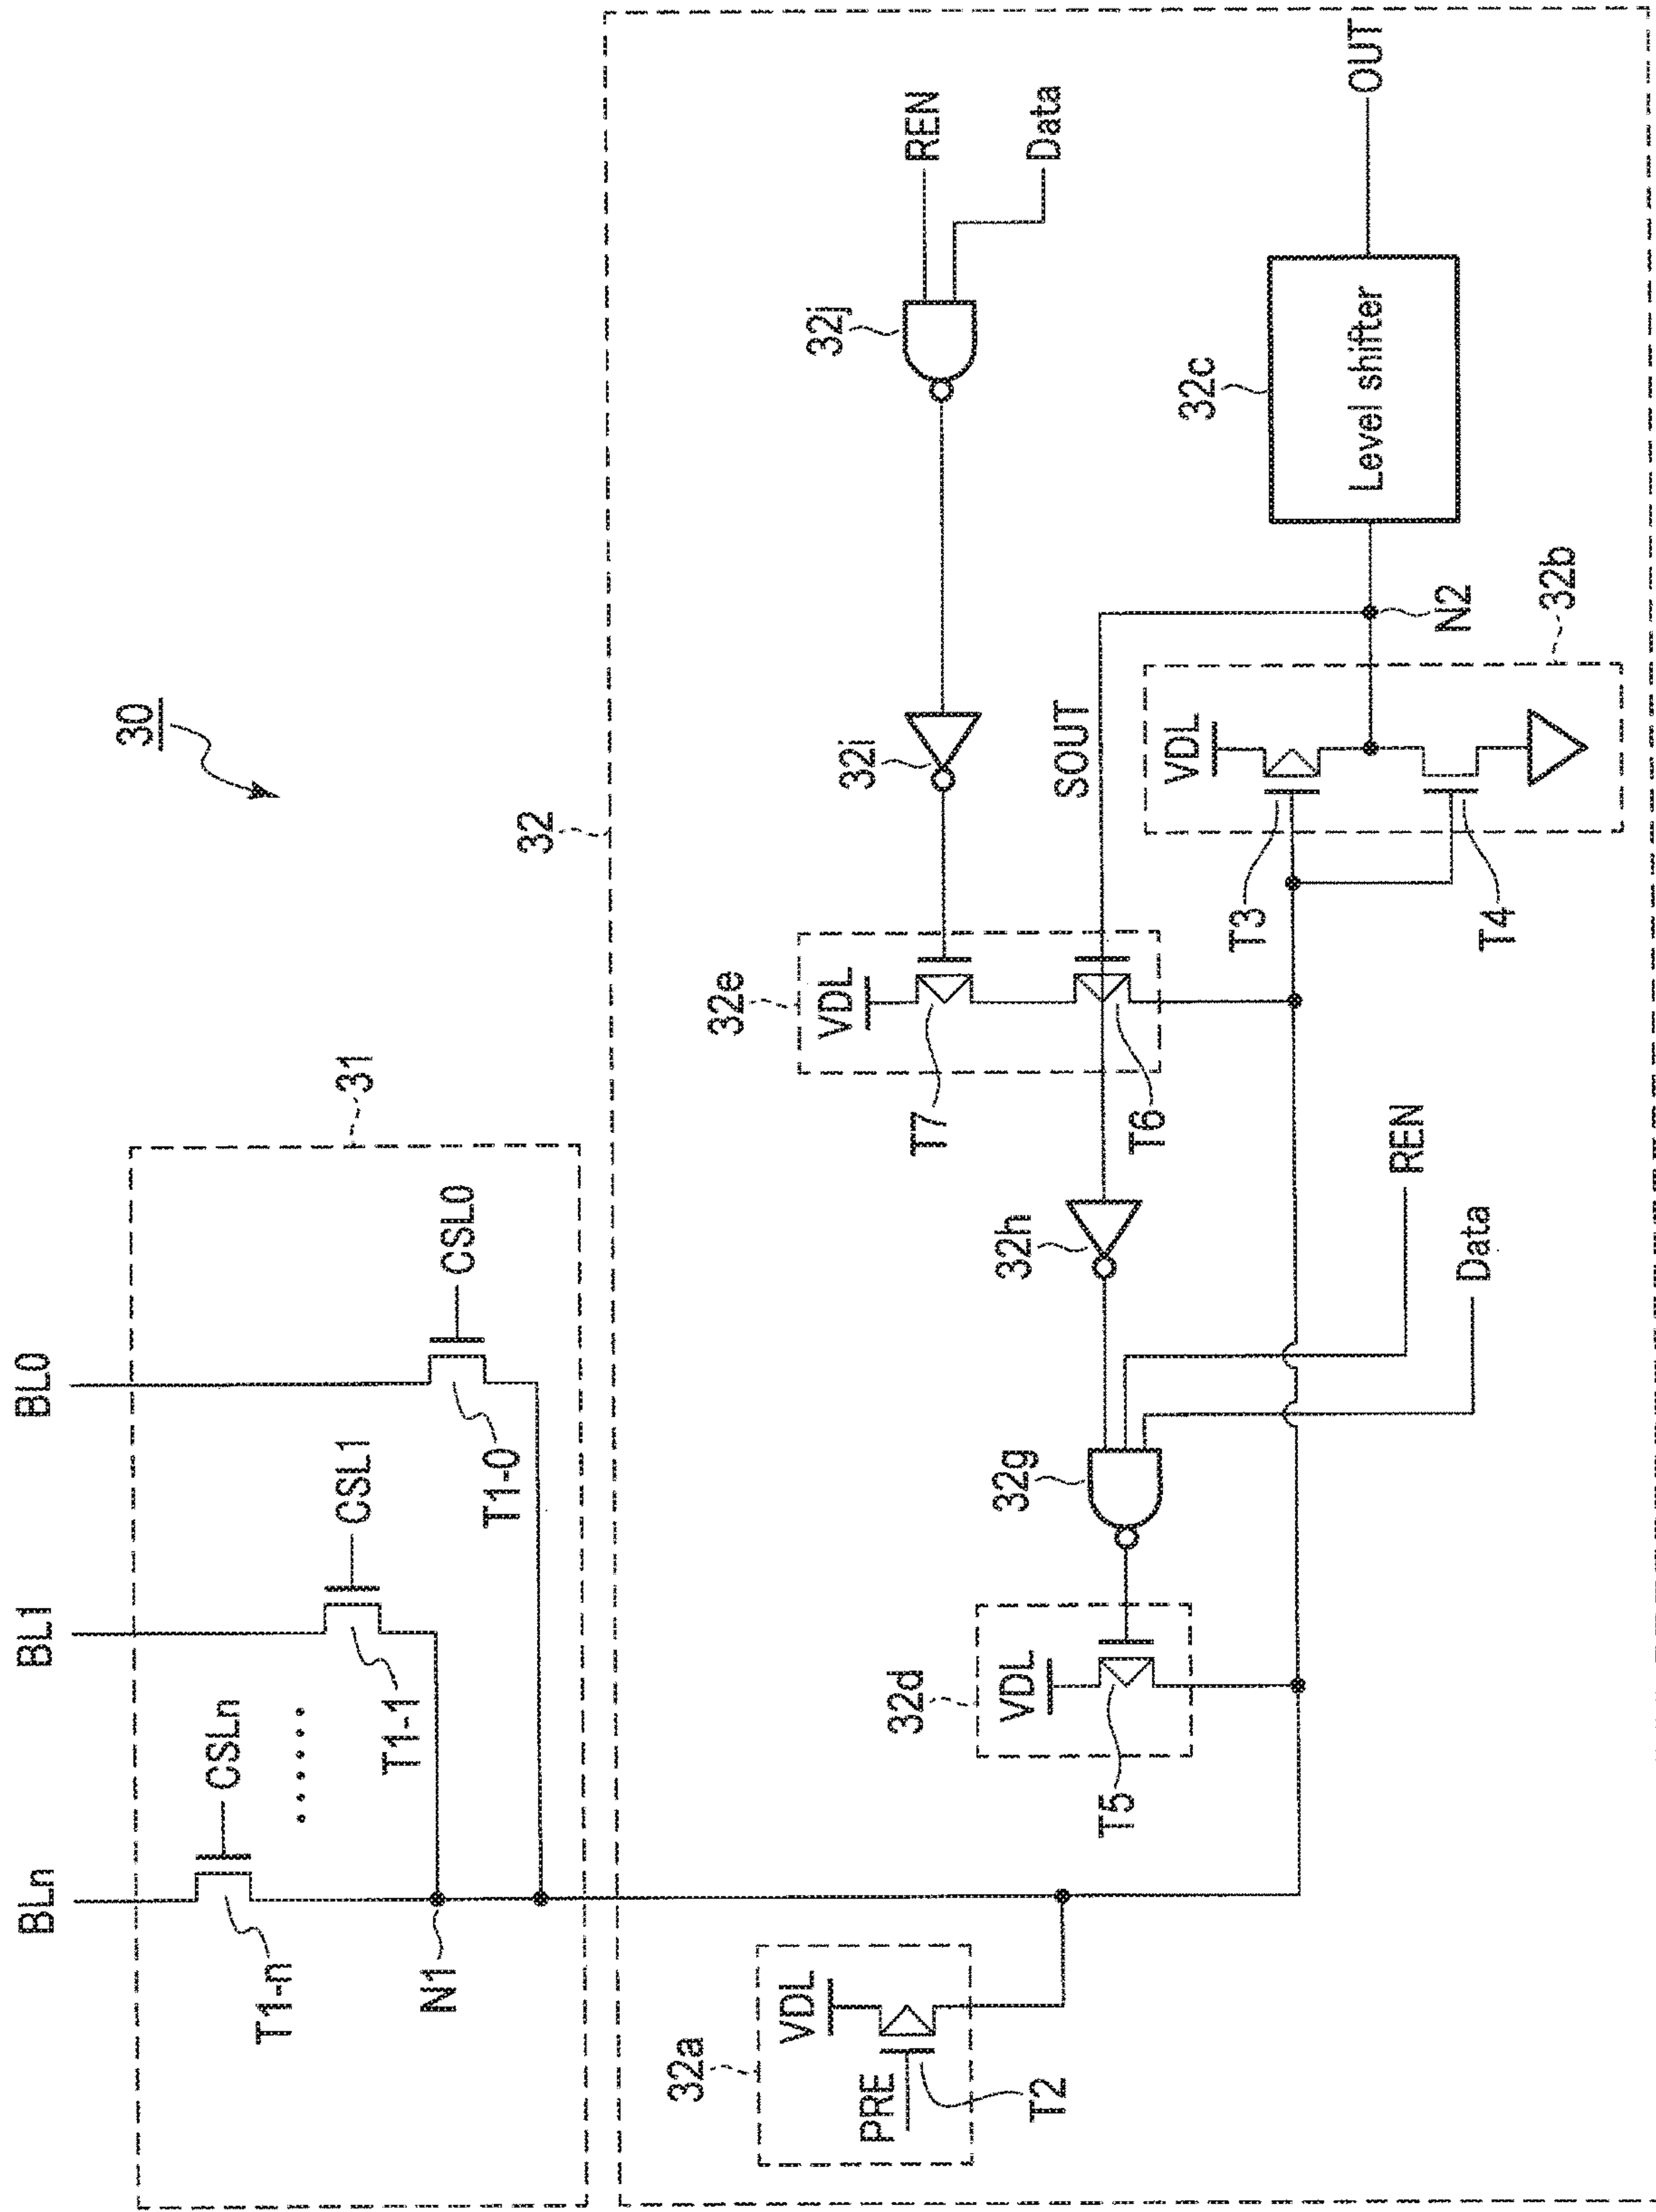 30
BLn
BL1
BL0
31
CSLn
CSL1
CSL0
T1-n
T1-1
T1-0
N1
32
32a
VDL
PRE
T2
32d
VDL
T5
32g
32h
32e
VDL
T7
T6
32i
32j
REN
Data
SOUT
REN
Data
VDL
T3
T4
32b
N2
32c
Level shifter
OUT